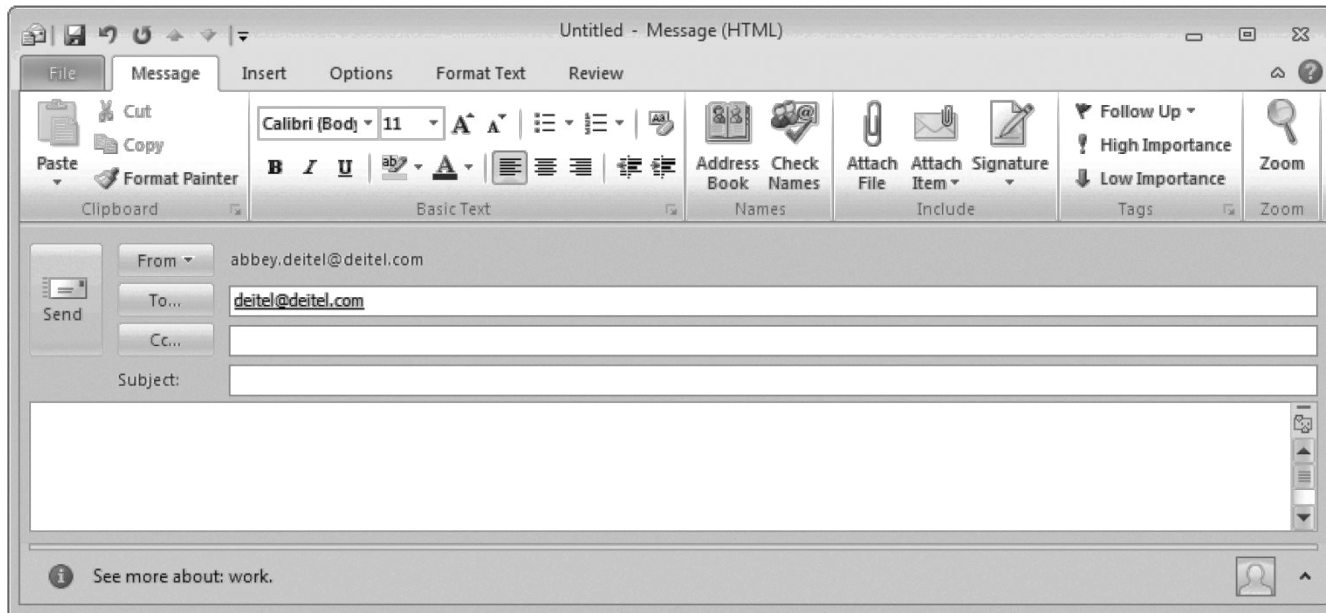 Untitled - Message (HTML)
File Message Insert Options Format Text Review
Cut
Copy
Format Painter
Paste
Clipboard
Calibri (Body 11
B I U
Basic Text
Address Book
Check Names
Names
Attach File
Attach Item
Signature
Include
Follow Up
High Importance
Low Importance
Tags
Zoom
Zoom
From abbey.deitel@deitel.com
To... deitel@deitel.com
Cc...
Subject:
Send
See more about: work.